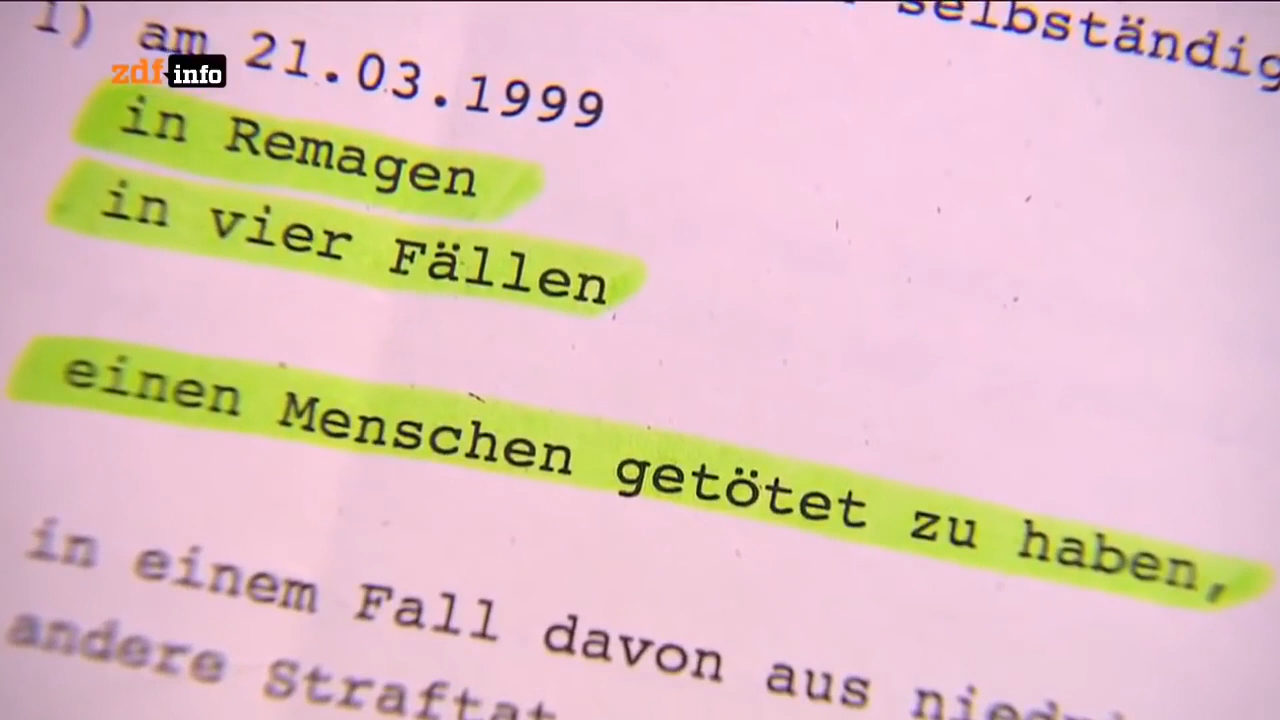 selbständig
1) am 21.03.1999
zdf info
in Remagen
in vier Fällen
einen Menschen getötet zu haben,
in einem Fall davon aus
andere Straftat